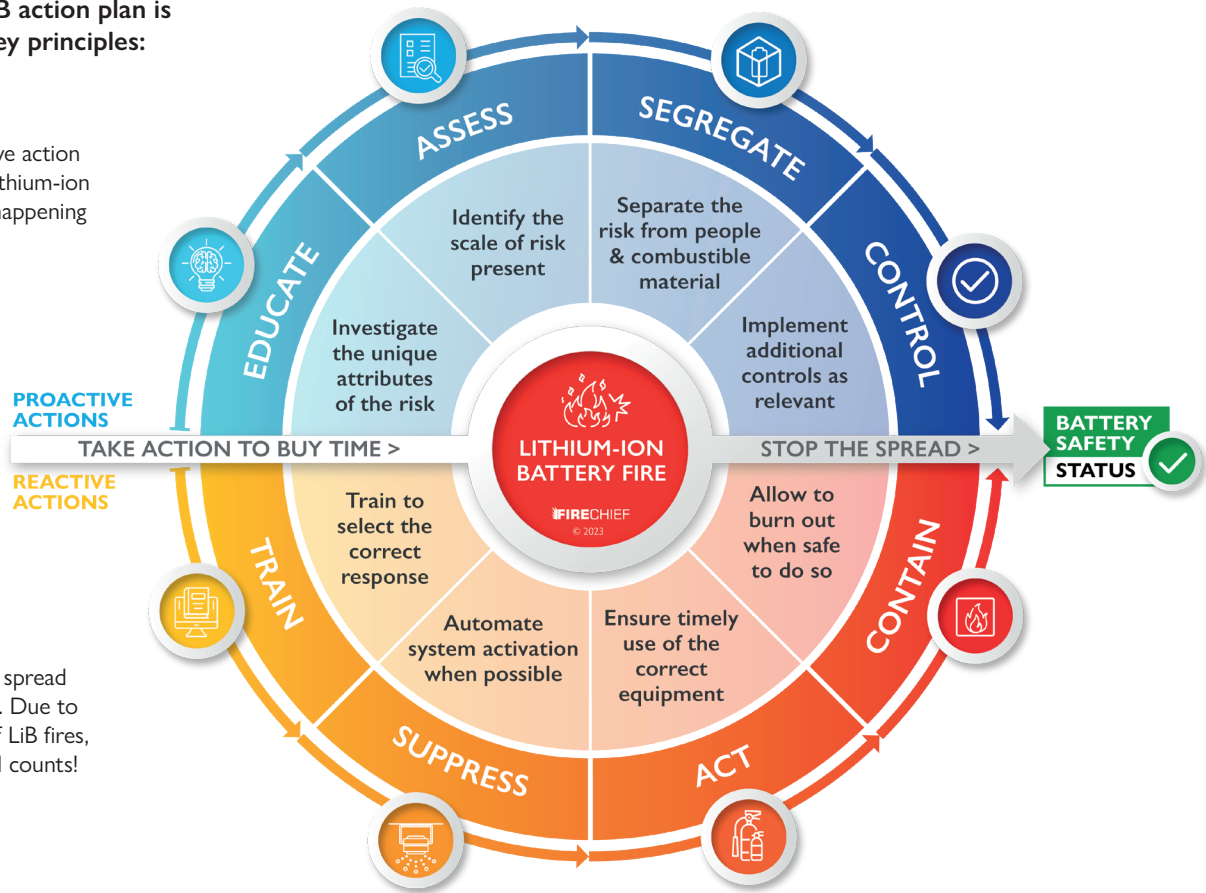 B action plan is
ey principles:
ve action
thium-ion
happening
ASSESS
SEGREGATE
EDUCATE
CONTROL
Identify the
scale of risk
present
Separate the
risk from people
& combustible
material
Investigate
the unique
attributes
of the risk
Implement
additional
controls as
relevant
PROACTIVE
ACTIONS
TAKE ACTION TO BUY TIME >
LITHIUM-ION
BATTERY FIRE
FIRECHIEF
© 2023
STOP THE SPREAD >
BATTERY
SAFETY
STATUS
REACTIVE
ACTIONS
Train to
select the
correct
response
Allow to
burn out
when safe
to do so
Automate
system activation
when possible
Ensure timely
use of the
correct
equipment
TRAIN
CONTAIN
SUPPRESS
ACT
spread
. Due to
f LiB fires,
l counts!